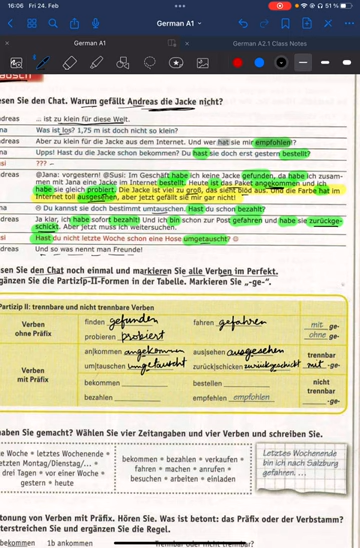 16:06 Fri 24. Feb
51 %
German A1
German A1
German A2.1 Class Notes
ausch
esen Sie den Chat. Warum gefällt Andreas die Jacke nicht?
dreas ... ist zu klein für diese Welt.
na Was ist los? 1,75 m ist doch nicht so klein?
dreas Aber zu klein für die Jacke aus dem Internet. Und wer hat sie mir empfohlen!?
na Upps! Hast du die Jacke schon bekommen? Du hast sie doch erst gestern bestellt?
si ??? –
dreas @Jana: vorgestern! @Susi: Im Geschäft habe ich keine Jacke gefunden, da habe ich zusam-
men mit Jana eine Jacke im Internet bestellt. Heute ist das Paket angekommen und ich
habe sie gleich probiert. Die Jacke ist viel zu groß, das sieht blöd aus. Und die Farbe hat im
Internet toll ausgesehen, aber jetzt gefällt sie mir gar nicht!
na Du kannst sie doch bestimmt umtauschen. Hast du schon bezahlt?
dreas Ja klar, ich habe sofort bezahlt! Und ich bin schon zur Post gefahren und habe sie zurückge-
schickt. Aber jetzt muss ich weitersuchen.
si Hast du nicht letzte Woche schon eine Hose umgetauscht?
dreas Und so was nennt man Freunde!
sen Sie den Chat noch einmal und markieren Sie alle Verben im Perfekt.
gänzen Sie die Partizip-II-Formen in der Tabelle. Markieren Sie „-ge-“.
Partizip II: trennbare und nicht trennbare Verben
Verben ohne Präfix
finden gefunden fahren gefahren mit ge-
probieren probiert ohne ge-
Verben mit Präfix
an|kommen angekommen aus|sehen ausgesehen trennbar
um|tauschen umgetauscht zurück|schicken zurückgeschickt mit -ge-
bekommen bestellen nicht trennbar
bezahlen empfehlen empfohlen -ge-
haben Sie gemacht? Wählen Sie vier Zeitangaben und vier Verben und schreiben Sie.
e Woche * letztes Wochenende *
etzten Montag/Dienstag/... *
drei Tagen * vor einer Woche *
gestern * heute
bekommen * bezahlen * verkaufen *
fahren * machen * anrufen *
besuchen * arbeiten * einladen
Letztes Wochenende
bin ich nach Salzburg
gefahren. ...
tonung von Verben mit Präfix. Hören Sie. Was ist betont: das Präfix oder der Verbstamm?
terstreichen Sie und ergänzen Sie die Regel.
bekommen 1b ankommen trennbar oder nicht trennbar?